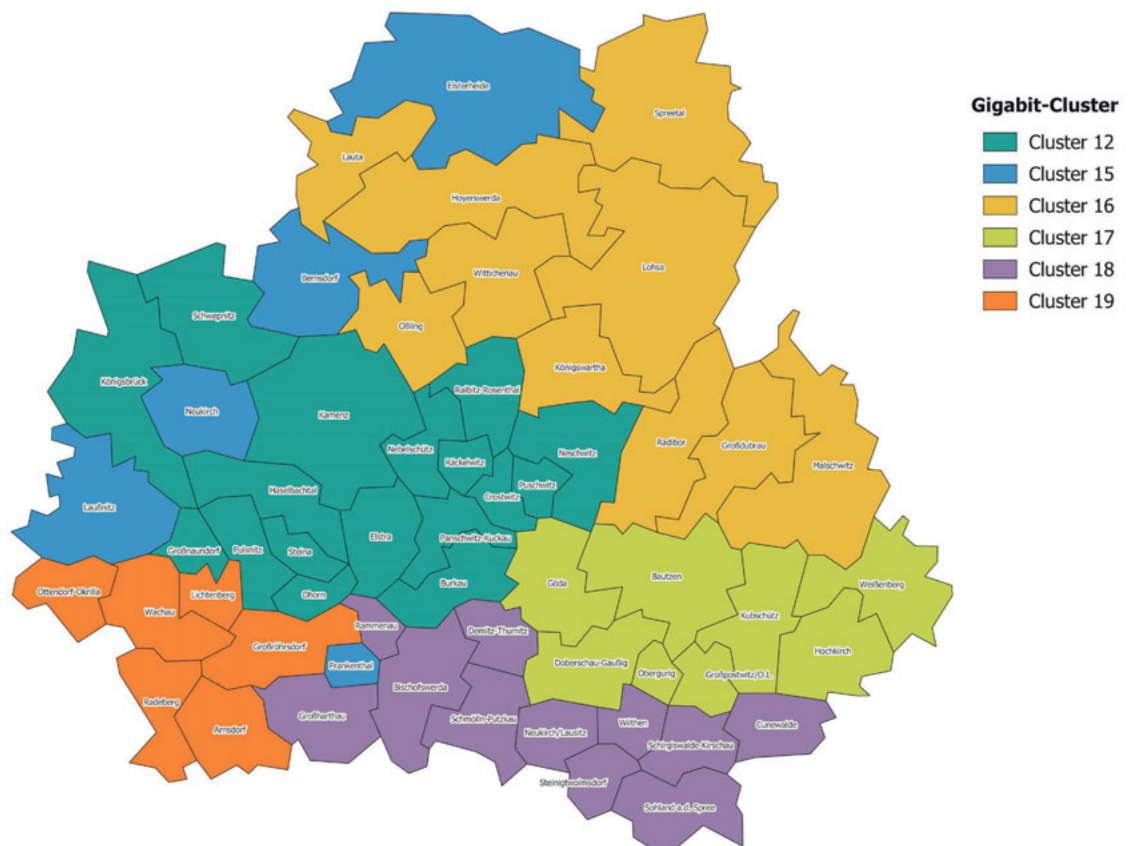 Gigabit-Cluster
Cluster 12
Cluster 15
Cluster 16
Cluster 17
Cluster 18
Cluster 19
Elsterheide
Spreetal
Lauta
Hoyerswerda
Lohsa
Wittichenau
Bernsdorf
Schwepnitz
Oßling
Königswartha
Königsbrück
Ralbitz-Rosenthal
Neukirch
Kamenz
Radibor
Großdubrau
Nebelschütz
Neschwitz
Räckelwitz
Malschwitz
Puschwitz
Haselbachtal
Crostwitz
Laußnitz
Elstra
Panschwitz-Kuckau
Großnaundorf
Pulsnitz
Steina
Bautzen
Göda
Burkau
Weißenberg
Ottendorf-Okrilla
Lichtenberg
Ohorn
Wachau
Kubschütz
Rammenau
Demitz-Thumitz
Großröhrsdorf
Hochkirch
Doberschau-Gaußig
Frankenthal
Obergurig
Großpostwitz/O.L.
Bischofswerda
Radeberg
Großharthau
Schmölln-Putzkau
Wilthen
Cunewalde
Arnsdorf
Neukirch/Lausitz
Schirgiswalde-Kirschau
Steinigtwolmsdorf
Sohland a.d. Spree